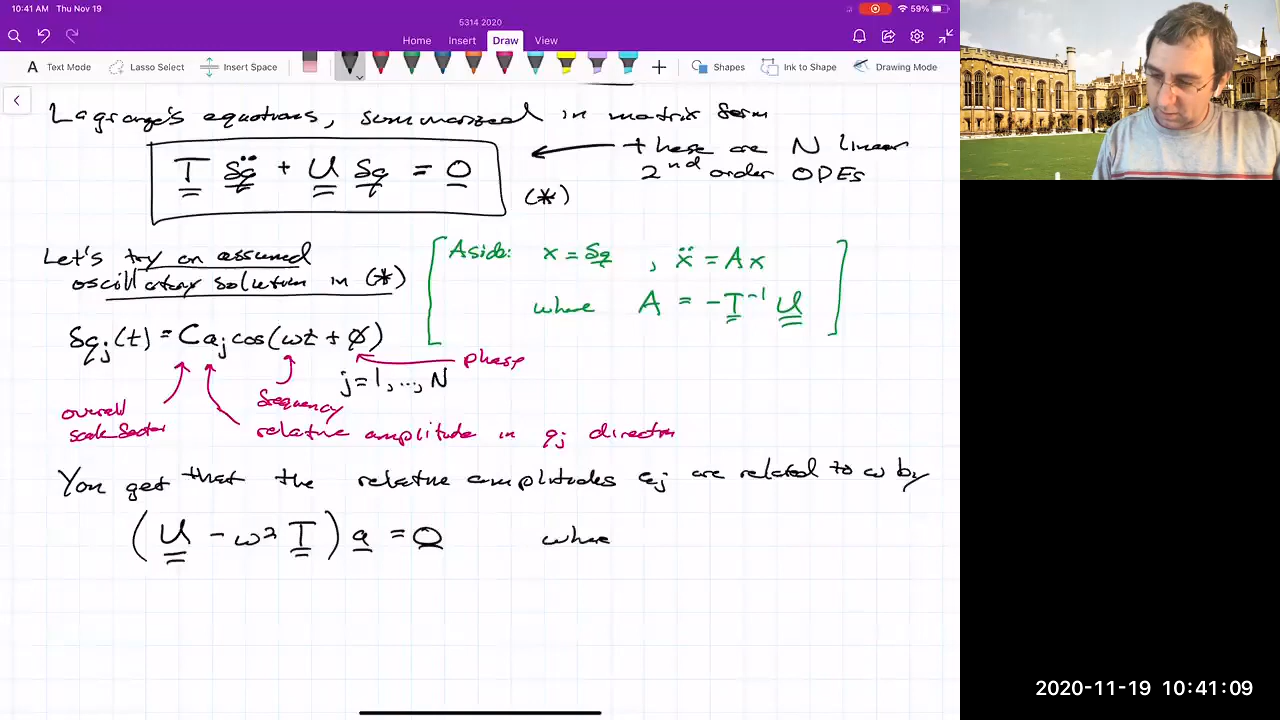 10:41 AM Thu Nov 19
59%
5314 2020
Home Insert Draw View
Text Mode Lasso Select Insert Space + Shapes Ink to Shape Drawing Mode
Lagrange's equations, summarized in matrix form
T δq̈ + U δq = 0
← these are N linear
2nd order ODEs
(*)
Let's try an assumed
oscillatory solution in (*)
[Aside: x = δq , ẍ = Ax
where A = -T⁻¹ U ]
δqj(t) = C aj cos(ωt + φ)
phase
j = 1, ..., N
overall
scale factor
frequency
relative amplitude in qj direction
You get that the relative amplitudes aj are related to ω by
(U - ω² T) a = 0 where
2020-11-19 10:41:09